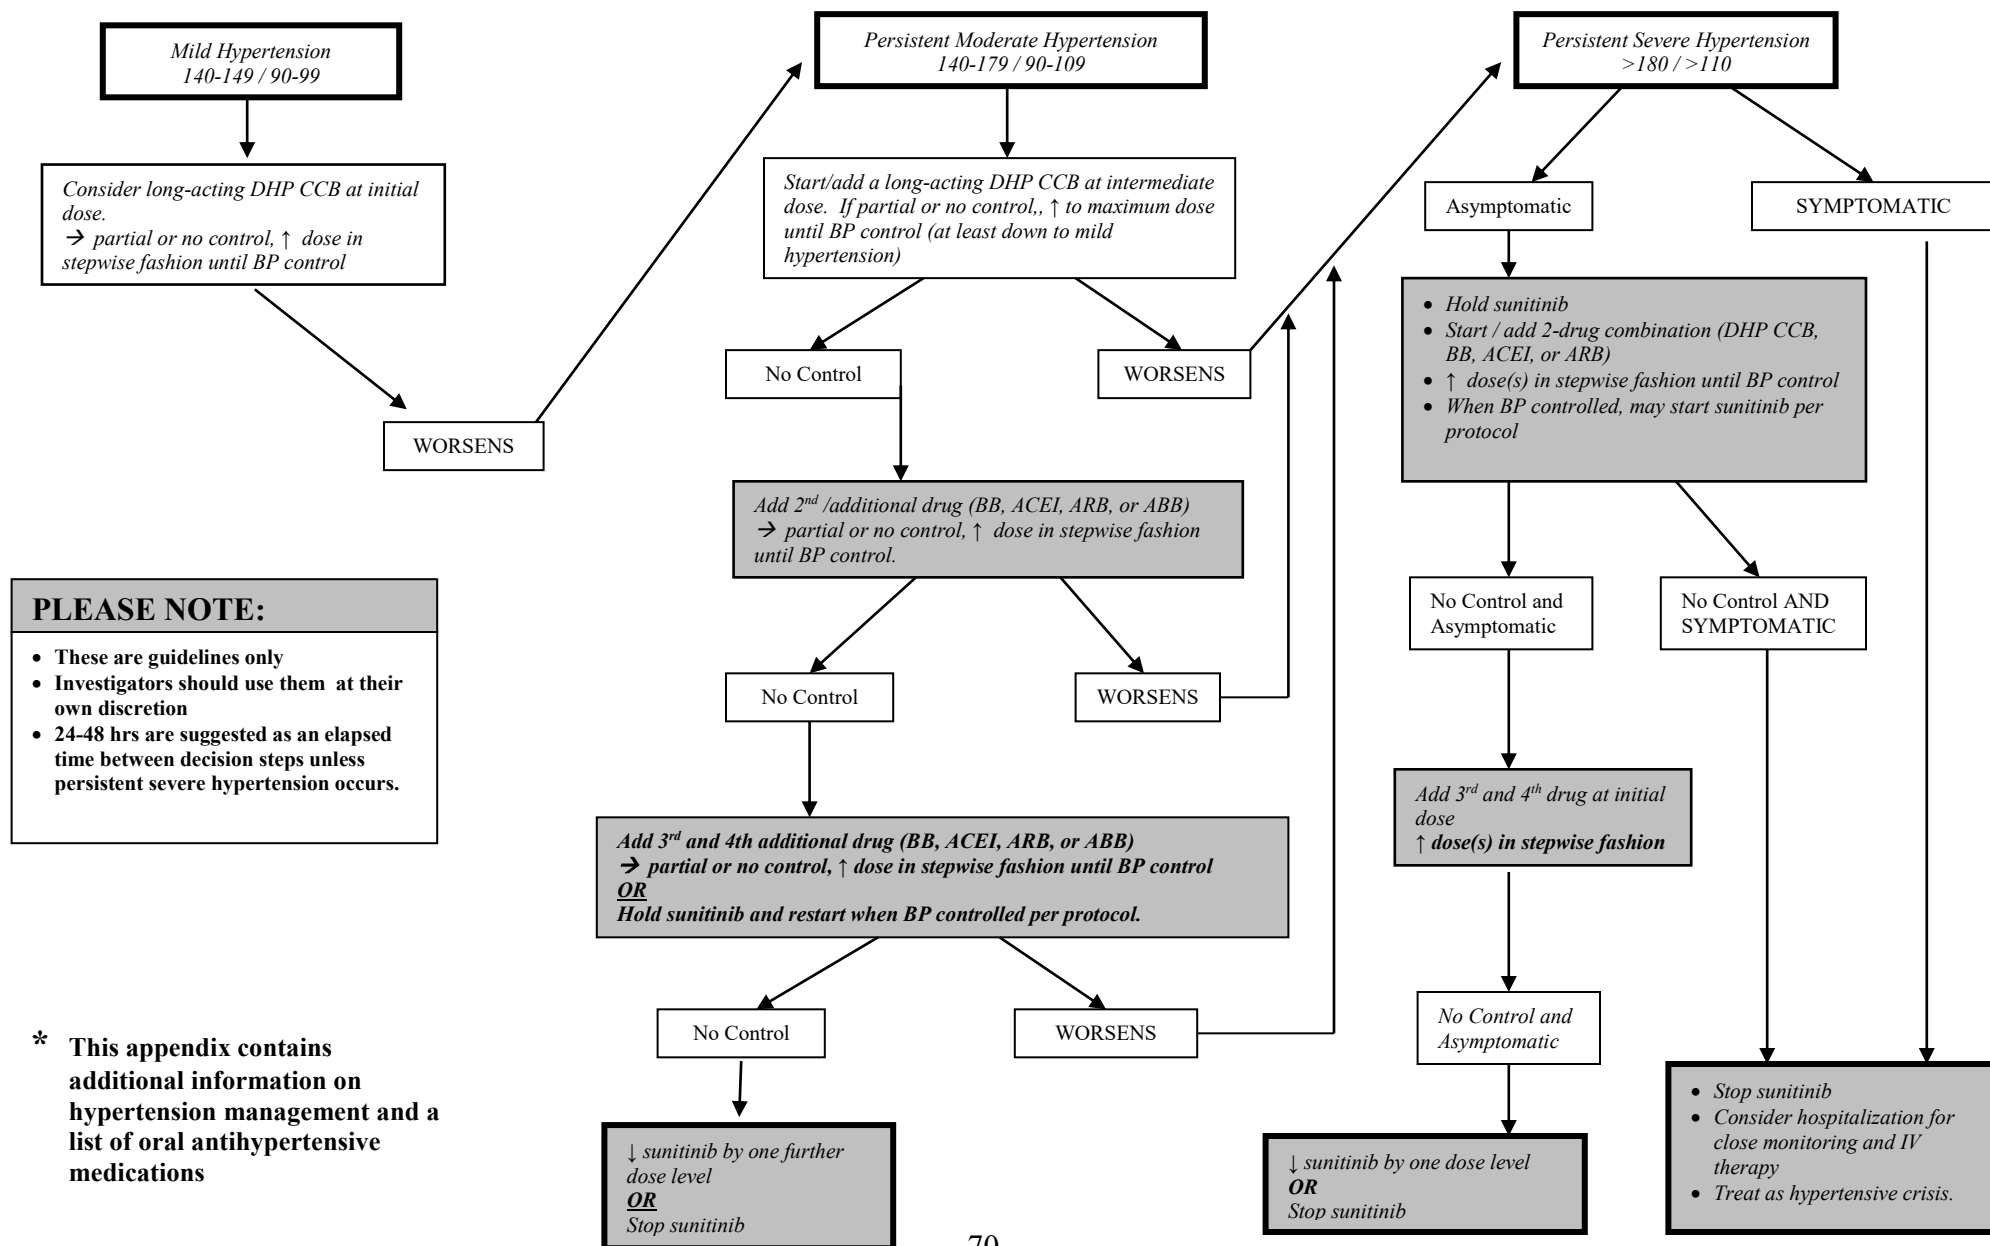 Mild Hypertension
140-149 / 90-99
Consider long-acting DHP CCB at initial
dose.
→ partial or no control, ↑ dose in
stepwise fashion until BP control
WORSENS
Persistent Moderate Hypertension
140-179 / 90-109
Start/add a long-acting DHP CCB at intermediate
dose. If partial or no control,, ↑ to maximum dose
until BP control (at least down to mild
hypertension)
No Control
WORSENS
Add 2nd /additional drug (BB, ACEI, ARB, or ABB)
→ partial or no control, ↑ dose in stepwise fashion
until BP control.
No Control
WORSENS
Add 3rd and 4th additional drug (BB, ACEI, ARB, or ABB)
→ partial or no control, ↑ dose in stepwise fashion until BP control
OR
Hold sunitinib and restart when BP controlled per protocol.
No Control
WORSENS
↓ sunitinib by one further
dose level
OR
Stop sunitinib
Persistent Severe Hypertension
>180 / >110
Asymptomatic
SYMPTOMATIC
• Hold sunitinib
• Start / add 2-drug combination (DHP CCB,
BB, ACEI, or ARB)
• ↑ dose(s) in stepwise fashion until BP control
• When BP controlled, may start sunitinib per
protocol
No Control and
Asymptomatic
No Control AND
SYMPTOMATIC
Add 3rd and 4th drug at initial
dose
↑ dose(s) in stepwise fashion
No Control and
Asymptomatic
↓ sunitinib by one dose level
OR
Stop sunitinib
• Stop sunitinib
• Consider hospitalization for
close monitoring and IV
therapy
• Treat as hypertensive crisis.
PLEASE NOTE:
• These are guidelines only
• Investigators should use them at their
own discretion
• 24-48 hrs are suggested as an elapsed
time between decision steps unless
persistent severe hypertension occurs.
* This appendix contains
additional information on
hypertension management and a
list of oral antihypertensive
medications
70